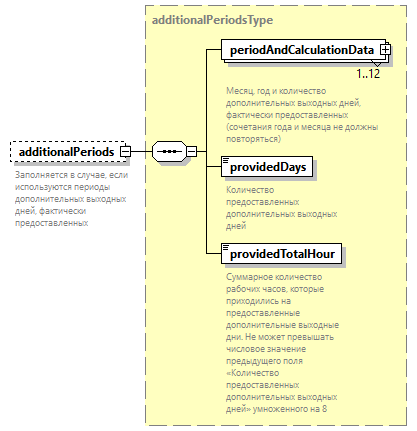 additionalPeriodsType
periodAndCalculationData
1..12
Месяц, год и количество
дополнительных выходных дней,
фактически предоставленных
(сочетания года и месяца не должны
повторяться)
additionalPeriods
Заполняется в случае, если
используются периоды
дополнительных выходных
дней, фактически
предоставленных
providedDays
Количество
предоставленных
дополнительных выходных
дней
providedTotalHour
Суммарное количество
рабочих часов, которые
приходились на
предоставленные
дополнительные выходные
дни. Не может превышать
числовое значение
предыдущего поля
«Количество
предоставленных
дополнительных выходных
дней» умноженного на 8